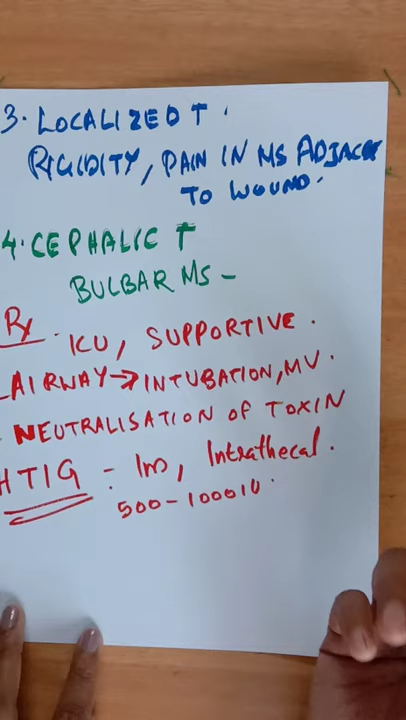 3. LOCALIZED T.
RIGIDITY, PAIN IN MS ADJACENT
TO WOUND.
4. CEPHALIC T
BULBAR MS -
Rx
. ICU, SUPPORTIVE.
AIRWAY → INTUBATION, MV.
NEUTRALISATION OF TOXIN
HTIG - Im, Intrathecal.
500-1000 IU